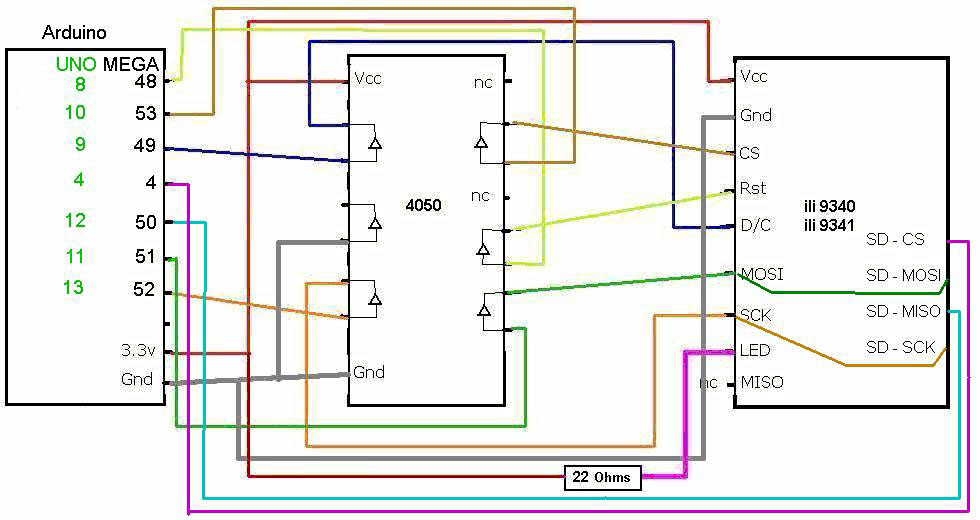 Arduino
UNO MEGA
8 48
10 53
9 49
4 4
12 50
11 51
13 52
3.3v
Gnd
Vcc
nc
4050
nc
Gnd
Vcc
Gnd
CS
Rst
D/C
MOSI
SCK
LED
nc MISO
ili 9340
ili 9341
SD - CS
SD - MOSI
SD - MISO
SD - SCK
22 Ohms